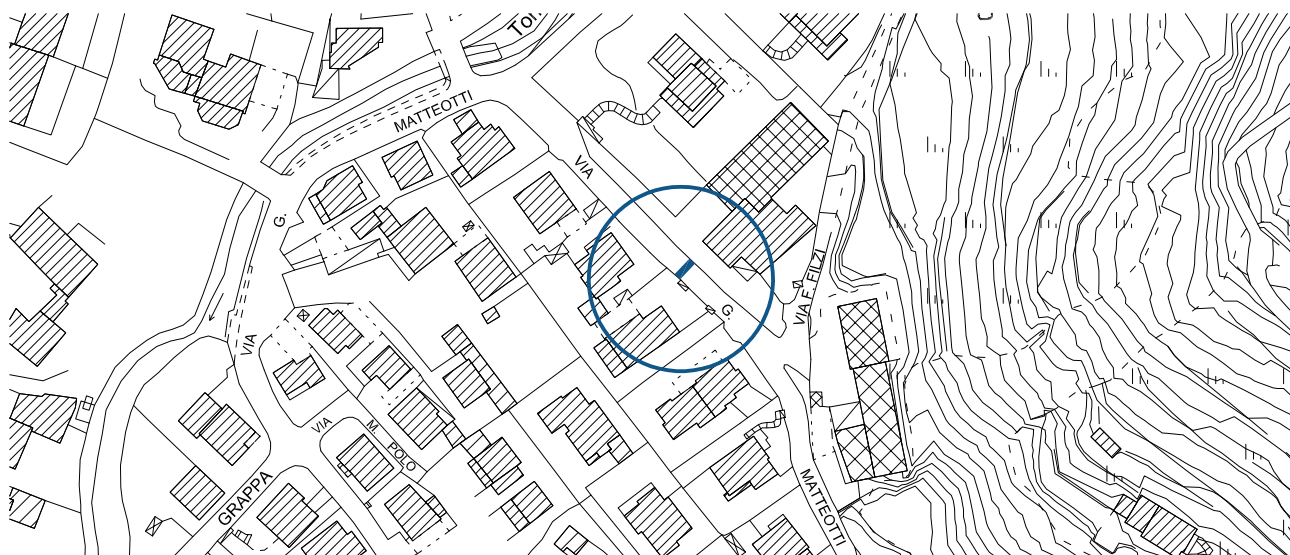 MATTEOTTI
VIA
G.
VIA F. FILZI
G.
VIA
VIA
M. POLO
GRAPPA
MATTEOTTI